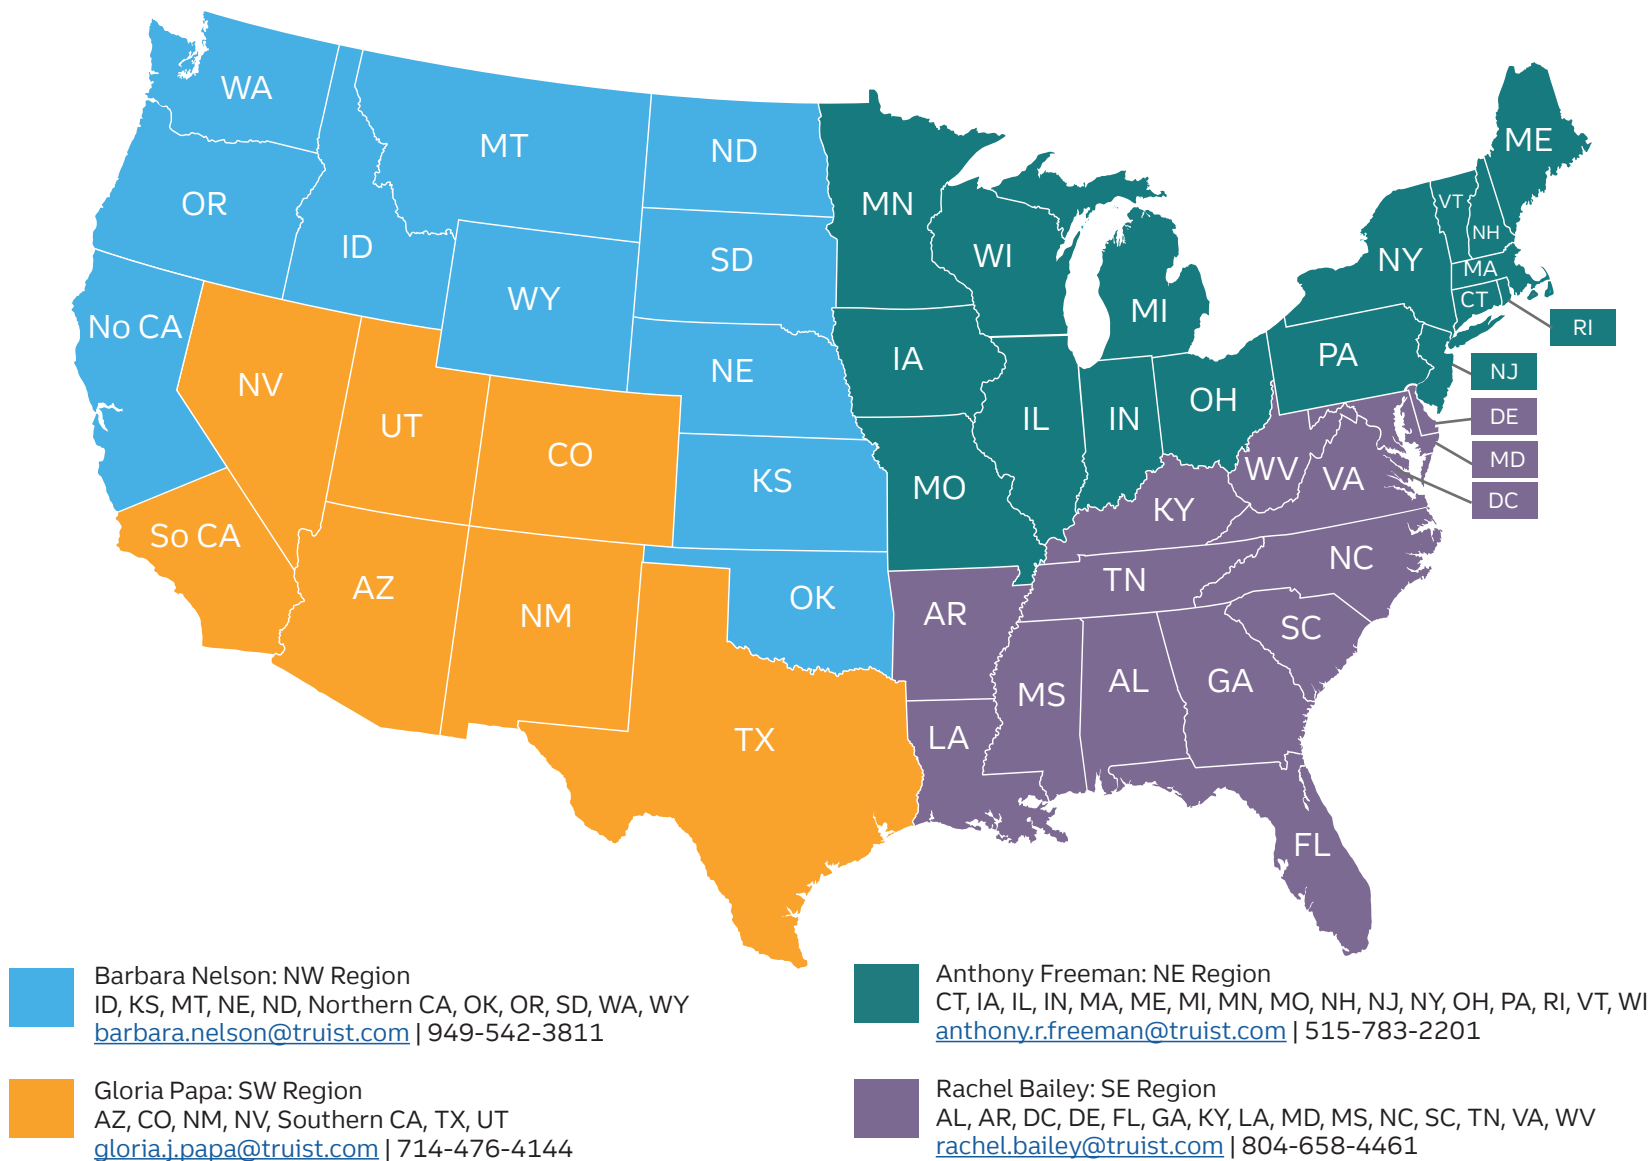 WA
MT
ND
ME
OR
MN
VT
ID
NH
SD
WI
NY
MA
WY
CT
No CA
MI
RI
NE
IA
PA
NJ
NV
UT
IL
IN
OH
DE
CO
KS
MO
WV
VA
MD
DC
KY
So CA
NC
AZ
TN
NM
OK
AR
SC
MS
AL
GA
TX
LA
FL
Barbara Nelson: NW Region
ID, KS, MT, NE, ND, Northern CA, OK, OR, SD, WA, WY
barbara.nelson@truist.com | 949-542-3811
Anthony Freeman: NE Region
CT, IA, IL, IN, MA, ME, MI, MN, MO, NH, NJ, NY, OH, PA, RI, VT, WI
anthony.r.freeman@truist.com | 515-783-2201
Gloria Papa: SW Region
AZ, CO, NM, NV, Southern CA, TX, UT
gloria.j.papa@truist.com | 714-476-4144
Rachel Bailey: SE Region
AL, AR, DC, DE, FL, GA, KY, LA, MD, MS, NC, SC, TN, VA, WV
rachel.bailey@truist.com | 804-658-4461